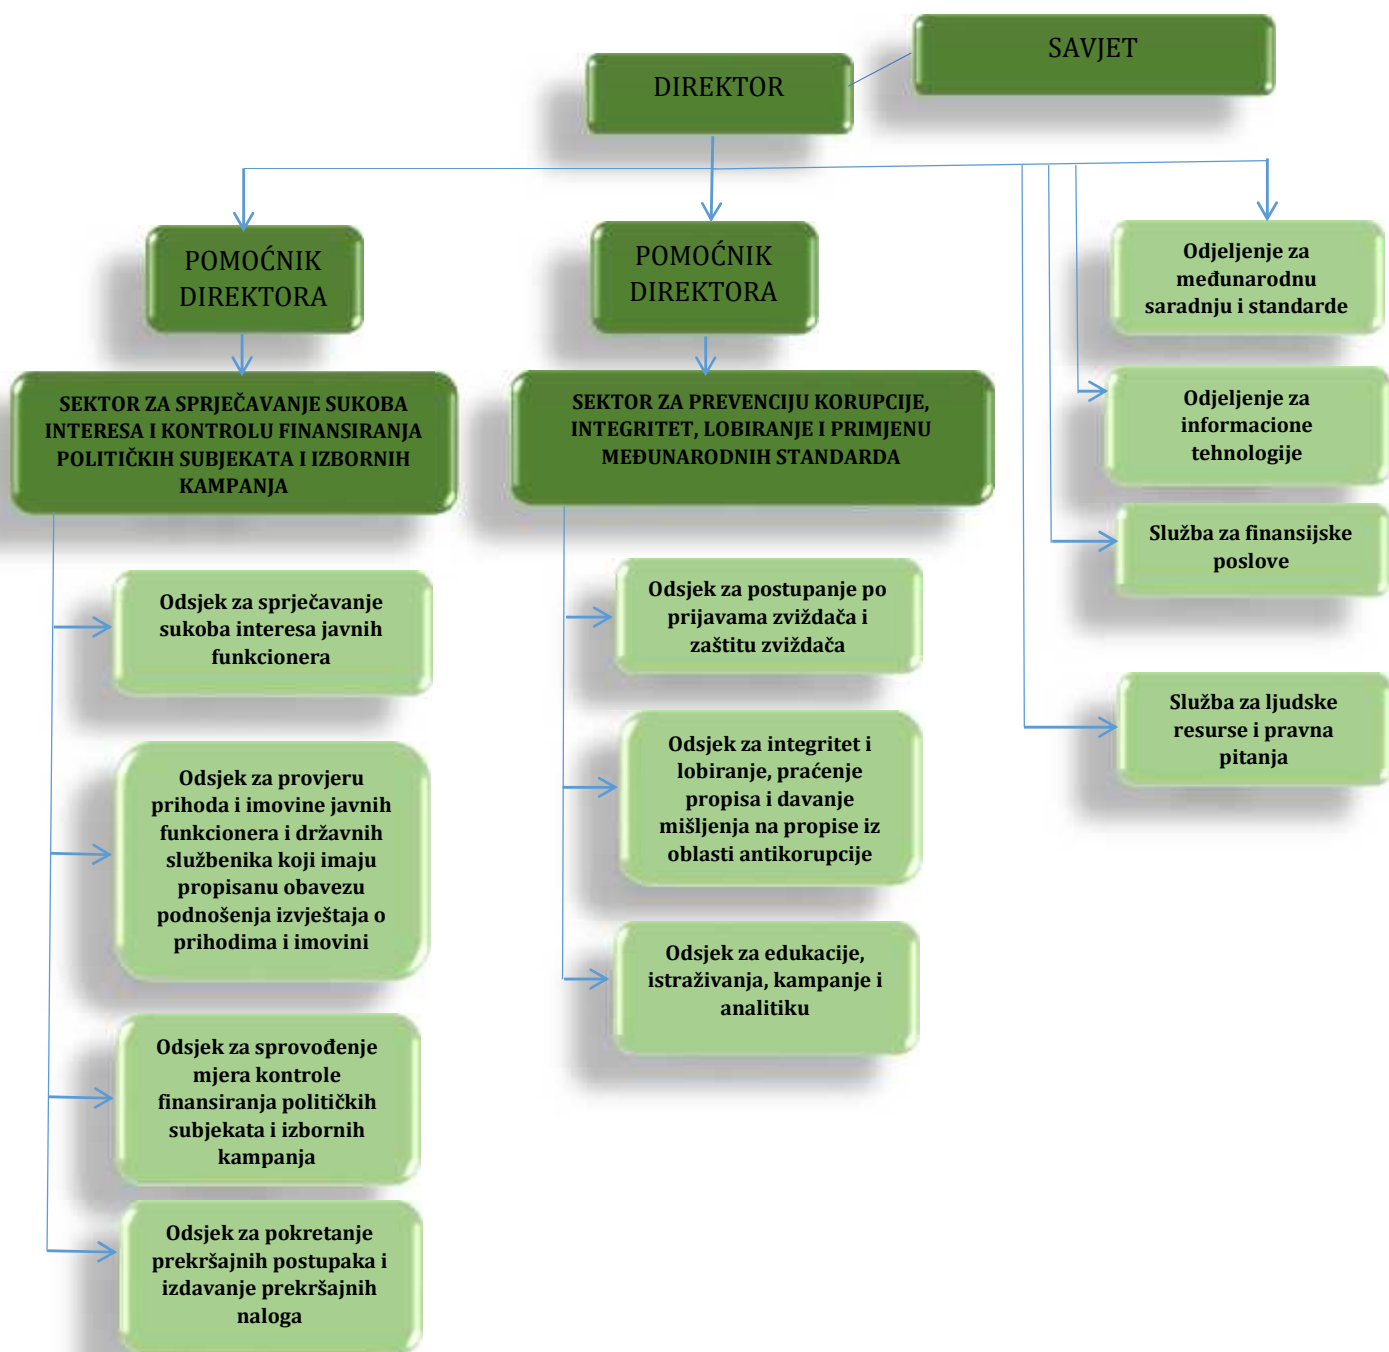 SAVJET
DIREKTOR
POMOĆNIK
DIREKTORA
POMOĆNIK
DIREKTORA
Odjeljenje za
međunarodnu
saradnju i standarde
SEKTOR ZA SPRJEČAVANJE SUKOBA
INTERESA I KONTROLU FINANSIRANJA
POLITIČKIH SUBJEKATA I IZBORNIH
KAMPANJA
SEKTOR ZA PREVENCIJU KORUPCIJE,
INTEGRITET, LOBIRANJE I PRIMJENU
MEĐUNARODNIH STANDARDA
Odjeljenje za
informacione
tehnologije
Služba za finansijske
poslove
Odsjek za sprječavanje
sukoba interesa javnih
funkcionera
Odsjek za postupanje po
prijavama zviždača i
zaštitu zviždača
Služba za ljudske
resurse i pravna
pitanja
Odsjek za provjeru
prihoda i imovine javnih
funkcionera i državnih
službenika koji imaju
propisanu obavezu
podnošenja izvještaja o
prihodima i imovini
Odsjek za integritet i
lobiranje, praćenje
propisa i davanje
mišljenja na propise iz
oblasti antikorupcije
Odsjek za edukacije,
istraživanja, kampanje i
analitiku
Odsjek za sprovođenje
mjera kontrole
finansiranja političkih
subjekata i izbornih
kampanja
Odsjek za pokretanje
prekršajnih postupaka i
izdavanje prekršajnih
naloga